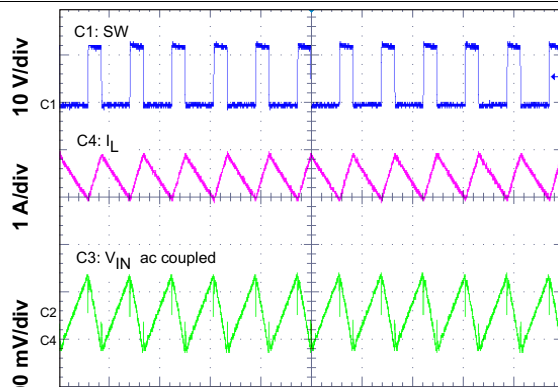 C1: SW
10 V/div
C1
C4: IL
1 A/div
C3: VIN ac coupled
C2
C4
0 mV/div